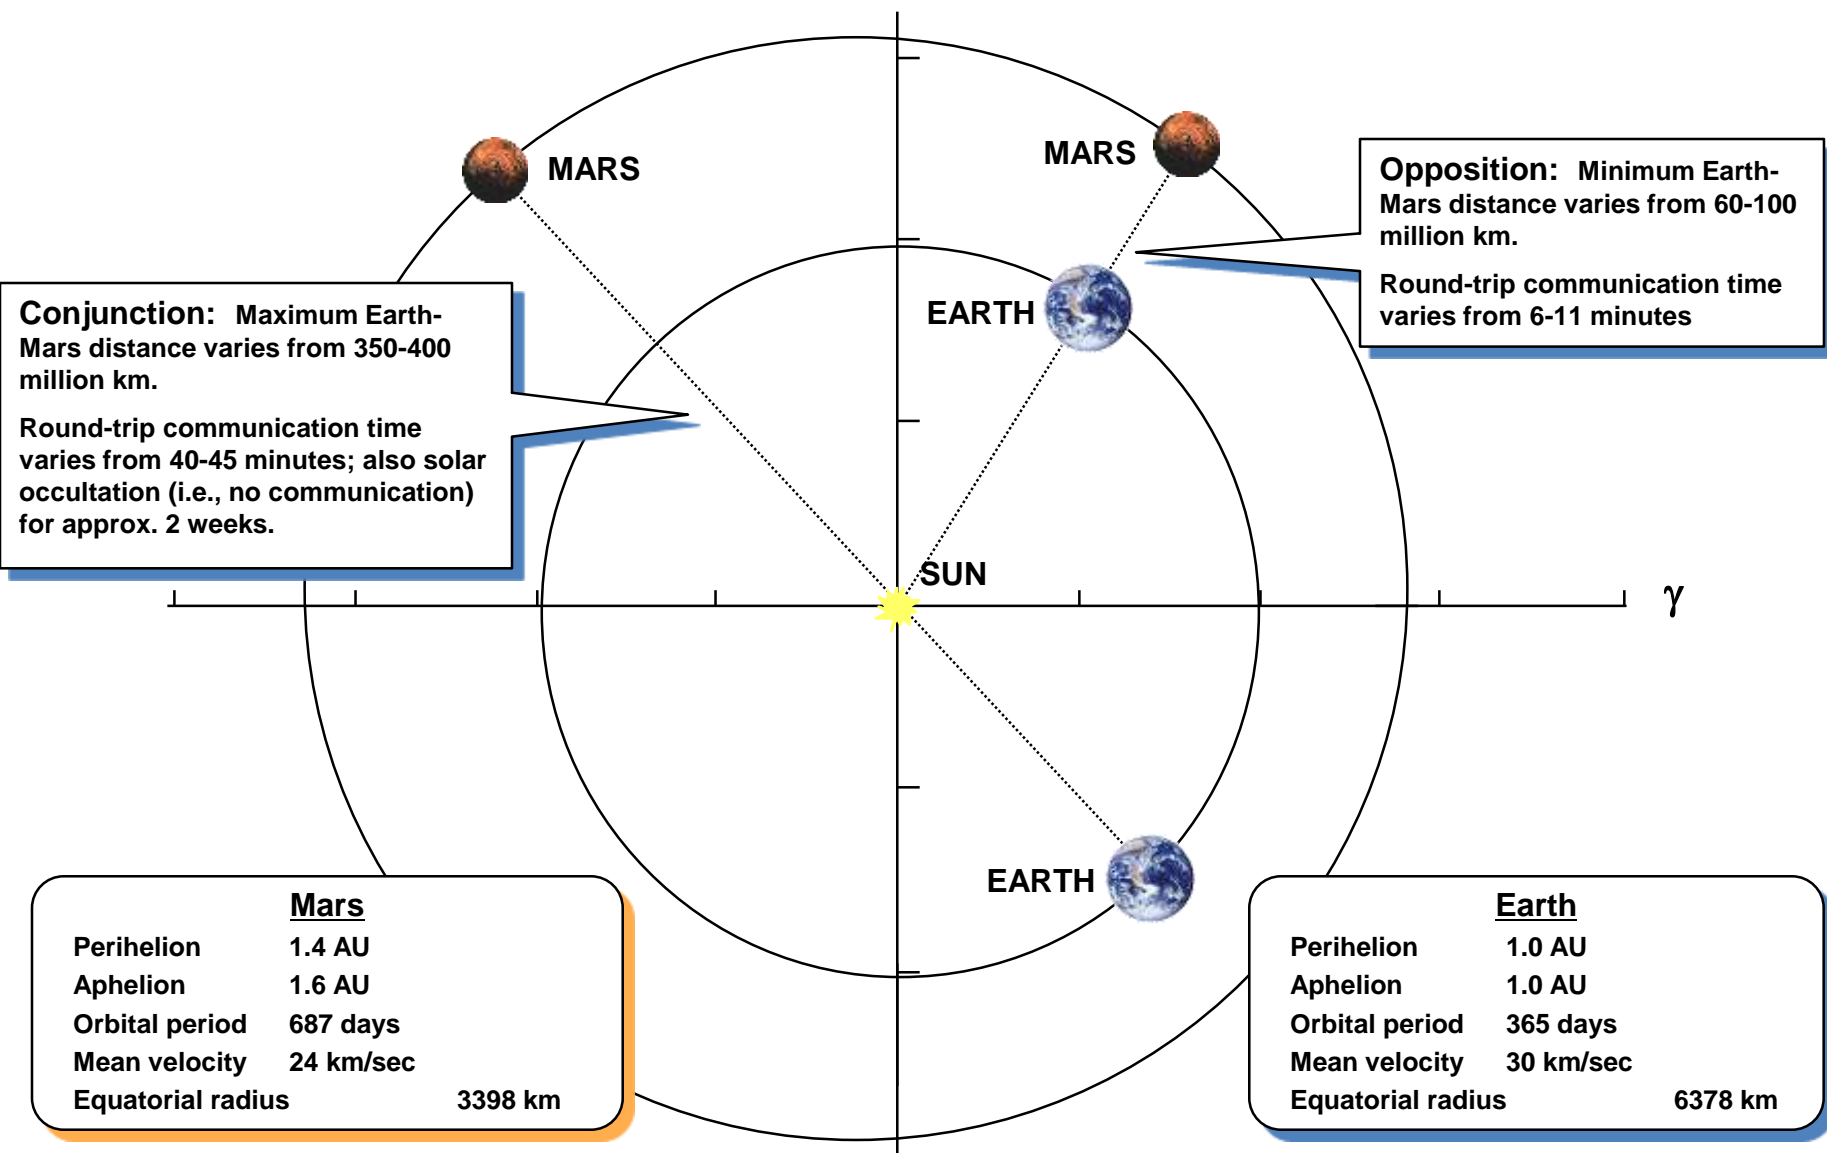 MARS
MARS
Opposition: Minimum Earth-
Mars distance varies from 60-100
million km.
Round-trip communication time
varies from 6-11 minutes
EARTH
Conjunction: Maximum Earth-
Mars distance varies from 350-400
million km.
Round-trip communication time
varies from 40-45 minutes; also solar
occultation (i.e., no communication)
for approx. 2 weeks.
SUN
γ
EARTH
Mars
Perihelion 1.4 AU
Aphelion 1.6 AU
Orbital period 687 days
Mean velocity 24 km/sec
Equatorial radius 3398 km
Earth
Perihelion 1.0 AU
Aphelion 1.0 AU
Orbital period 365 days
Mean velocity 30 km/sec
Equatorial radius 6378 km